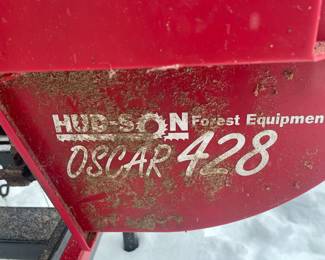 HUD-SON Forest Equipmen
OSCAR 428